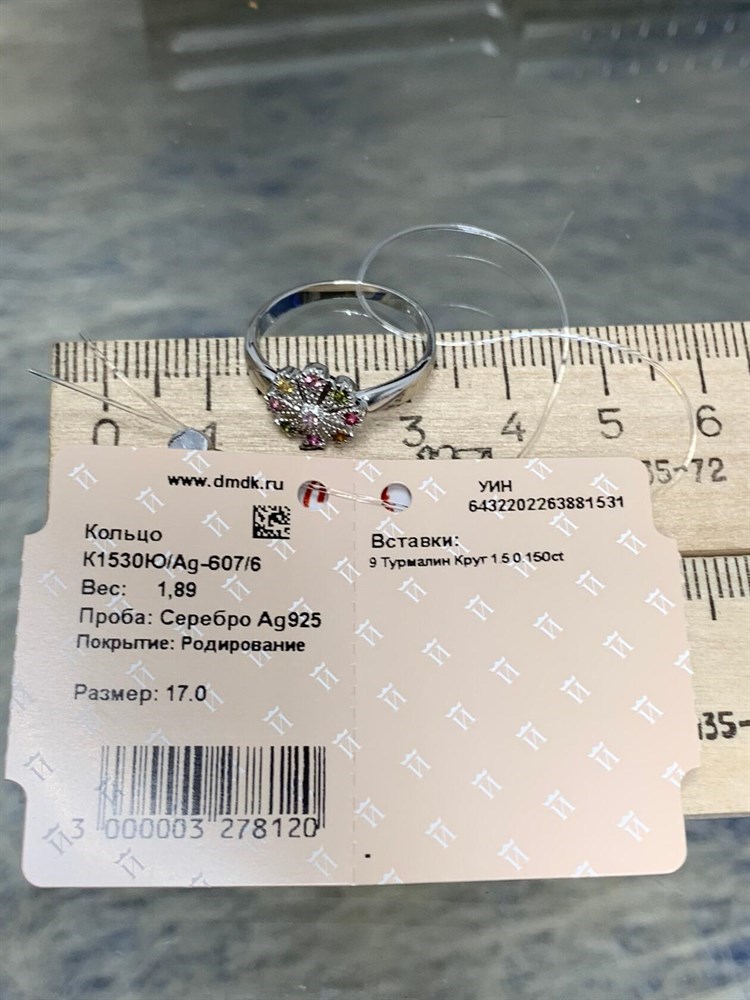 0 1 3 4 5 6
35-72
www.dmdk.ru
Кольцо
К1530Ю/Ag-607/6
Вес: 1,89
Проба: Серебро Ag925
Покрытие: Родирование
Размер: 17.0
3 000003 278120
УИН
6432202263881531
Вставки:
9 Турмалин Круг 1.5 0.150ct
35-